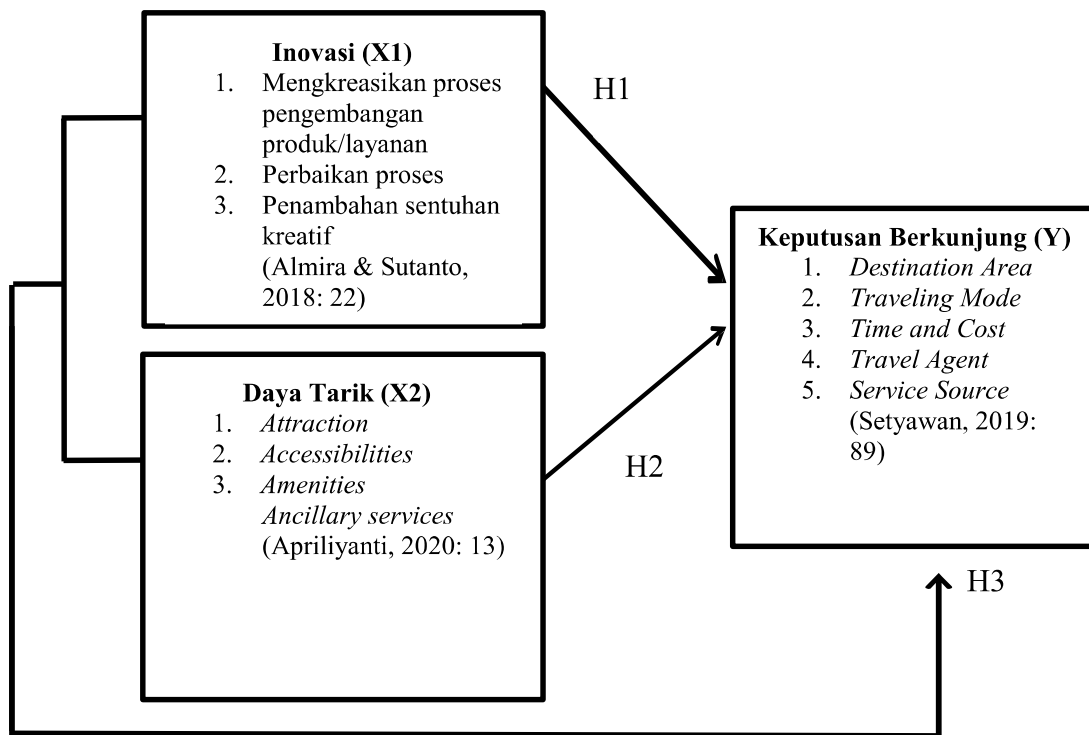 Inovasi (X1)
1. Mengkreasikan proses
pengembangan
produk/layanan
2. Perbaikan proses
3. Penambahan sentuhan
kreatif
(Almira & Sutanto,
2018: 22)
H1
Daya Tarik (X2)
1. Attraction
2. Accessibilities
3. Amenities
Ancillary services
(Apriliyanti, 2020: 13)
H2
Keputusan Berkunjung (Y)
1. Destination Area
2. Traveling Mode
3. Time and Cost
4. Travel Agent
5. Service Source
(Setyawan, 2019:
89)
H3